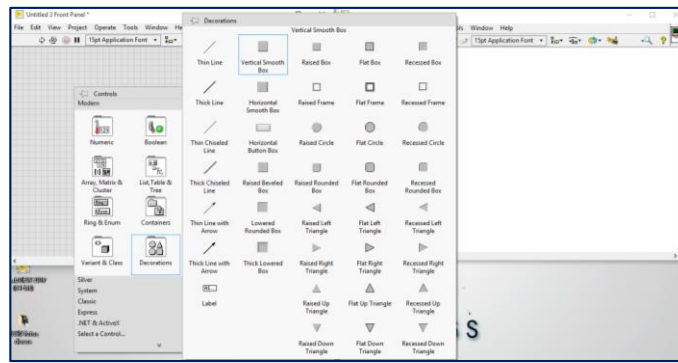 Untitled 3 Front Panel *
File Edit View Project Operate Tools Window He
15pt Application Font
Window Help
15pt Application Font
Controls
Modern
Numeric
Boolean
Array, Matrix & Cluster
List, Table & Tree
Ring & Enum
Containers
Variant & Class
Decorations
Silver
System
Classic
Express
.NET & ActiveX
Select a Control...
Decorations
Vertical Smooth Box
Thin Line
Vertical Smooth Box
Raised Box
Flat Box
Recessed Box
Thick Line
Horizontal Smooth Box
Raised Frame
Flat Frame
Recessed Frame
Thin Chiseled Line
Horizontal Button Box
Raised Circle
Flat Circle
Recessed Circle
Thick Chiseled Line
Raised Beveled Box
Raised Rounded Box
Flat Rounded Box
Recessed Rounded Box
Thin Line with Arrow
Lowered Rounded Box
Raised Left Triangle
Flat Left Triangle
Recessed Left Triangle
Thick Line with Arrow
Thick Lowered Box
Raised Right Triangle
Flat Right Triangle
Recessed Right Triangle
Label
Raised Up Triangle
Flat Up Triangle
Recessed Up Triangle
Raised Down Triangle
Flat Down Triangle
Recessed Down Triangle
S